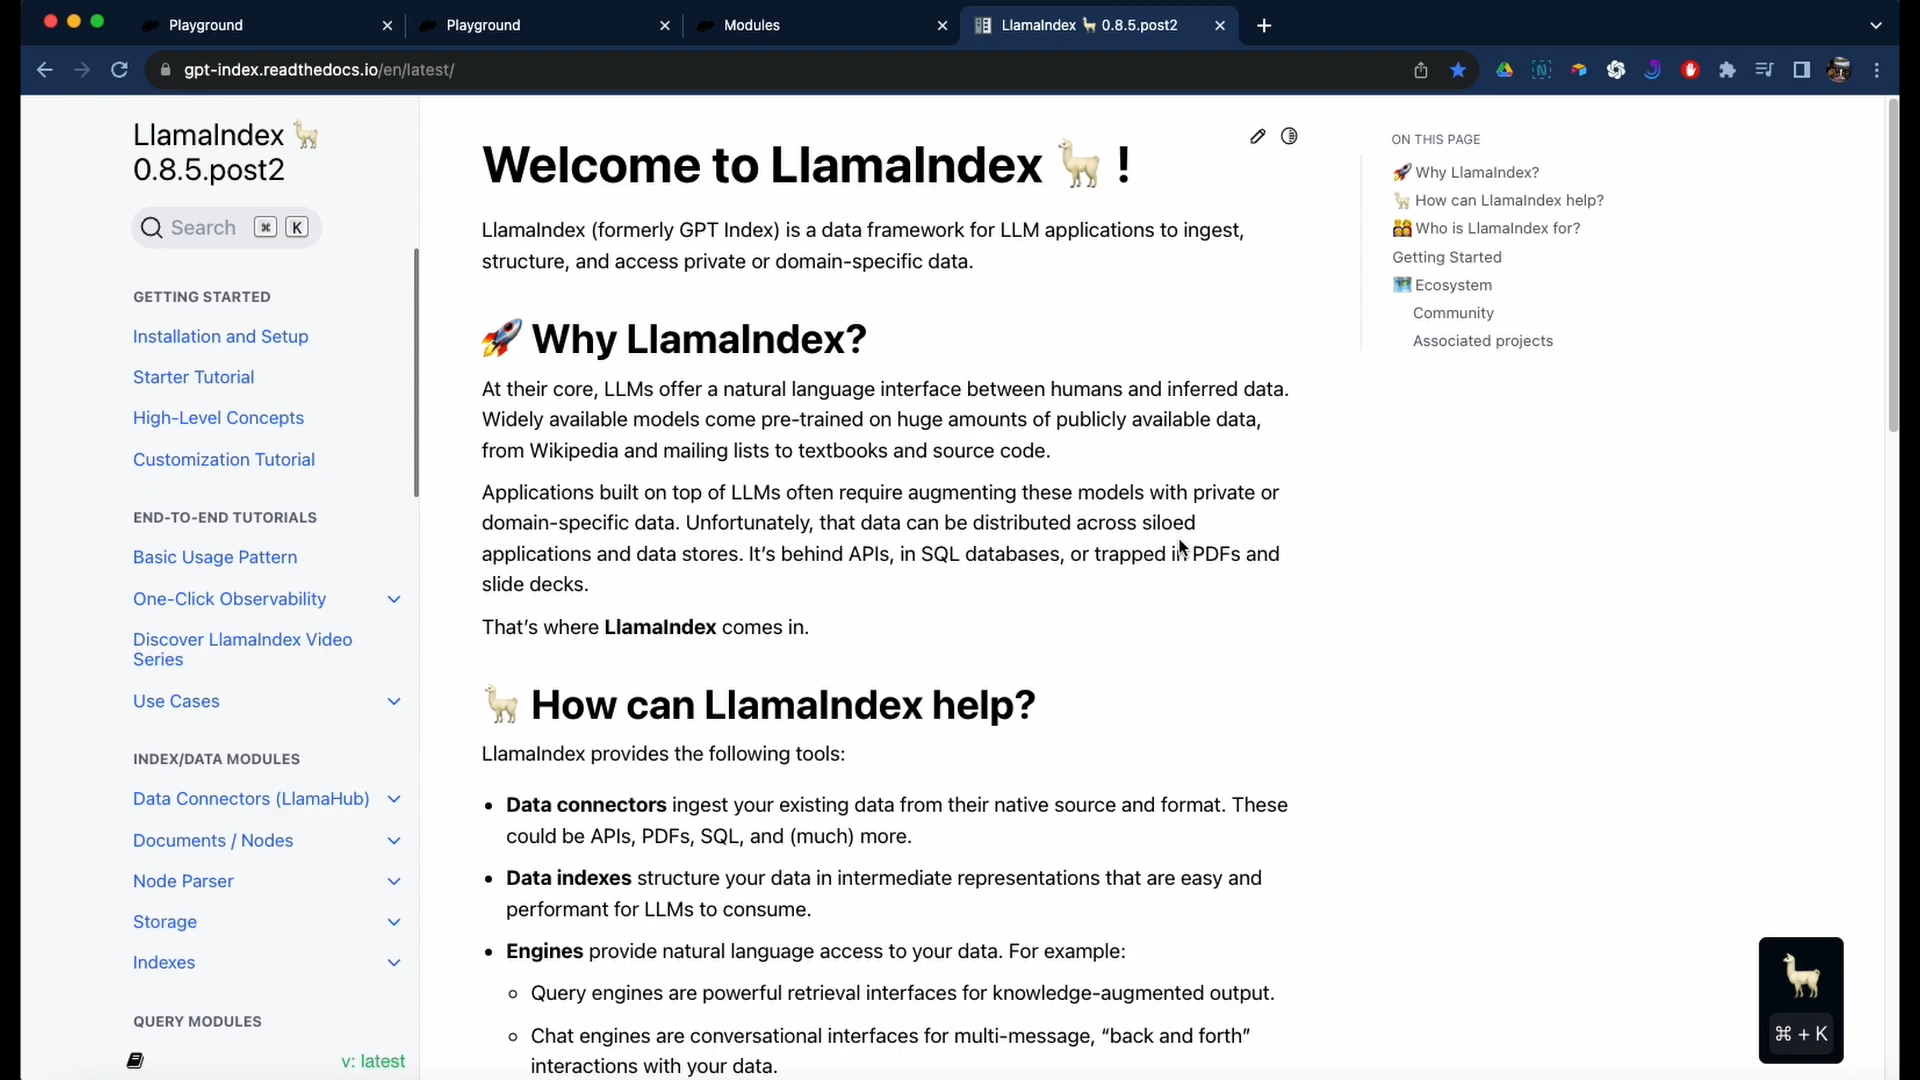 Playground
Playground
Modules
LlamaIndex 🦙 0.8.5.post2
gpt-index.readthedocs.io/en/latest/
LlamaIndex 🦙
0.8.5.post2
Search ⌘ K
GETTING STARTED
Installation and Setup
Starter Tutorial
High-Level Concepts
Customization Tutorial
END-TO-END TUTORIALS
Basic Usage Pattern
One-Click Observability
Discover LlamaIndex Video
Series
Use Cases
INDEX/DATA MODULES
Data Connectors (LlamaHub)
Documents / Nodes
Node Parser
Storage
Indexes
QUERY MODULES
v: latest
Welcome to LlamaIndex 🦙 !
LlamaIndex (formerly GPT Index) is a data framework for LLM applications to ingest,
structure, and access private or domain-specific data.
🚀 Why LlamaIndex?
At their core, LLMs offer a natural language interface between humans and inferred data.
Widely available models come pre-trained on huge amounts of publicly available data,
from Wikipedia and mailing lists to textbooks and source code.
Applications built on top of LLMs often require augmenting these models with private or
domain-specific data. Unfortunately, that data can be distributed across siloed
applications and data stores. It's behind APIs, in SQL databases, or trapped in PDFs and
slide decks.
That's where LlamaIndex comes in.
🦙 How can LlamaIndex help?
LlamaIndex provides the following tools:
• Data connectors ingest your existing data from their native source and format. These
could be APIs, PDFs, SQL, and (much) more.
• Data indexes structure your data in intermediate representations that are easy and
performant for LLMs to consume.
• Engines provide natural language access to your data. For example:
◦ Query engines are powerful retrieval interfaces for knowledge-augmented output.
◦ Chat engines are conversational interfaces for multi-message, “back and forth”
interactions with your data.
ON THIS PAGE
🚀 Why LlamaIndex?
🦙 How can LlamaIndex help?
👨‍👩‍👧‍👦 Who is LlamaIndex for?
Getting Started
🗺️ Ecosystem
Community
Associated projects
⌘ + K